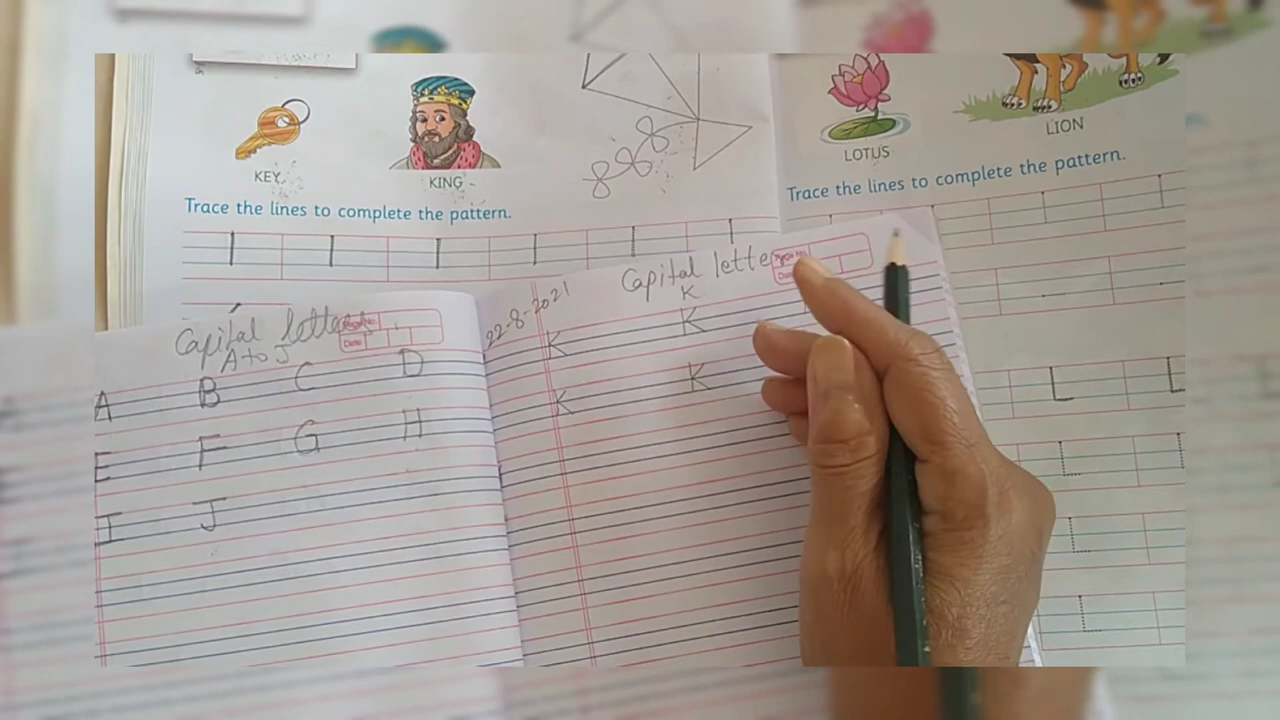 KEY
KING
Trace the lines to complete the pattern.
LOTUS
LION
Trace the lines to complete the pattern.
Capital letters
Page No.
Date
A to J
A B C D
E F G H
I J
22-8-2021
Capital letter
Page No.
Date
K
K K
K K
L L
L
L
L